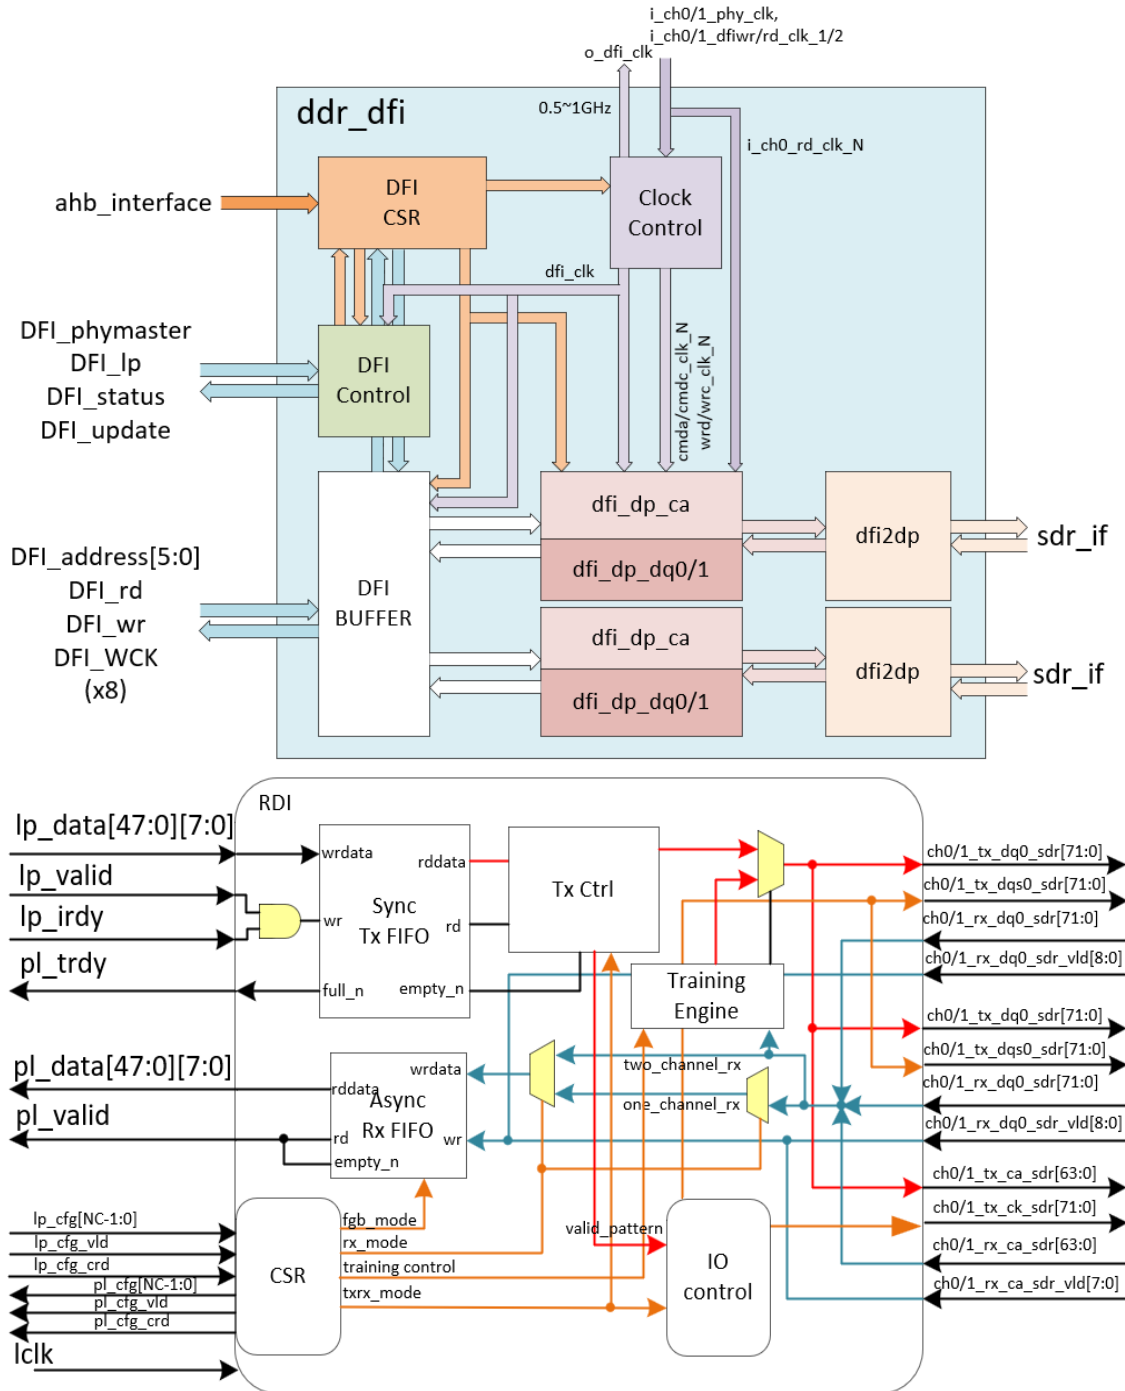 i_ch0/1_phy_clk,
i_ch0/1_dfiwr/rd_clk_1/2
o_dfi_clk
ddr_dfi
0.5~1GHz
i_ch0_rd_clk_N
DFI
CSR
Clock
Control
ahb_interface
dfi_clk
DFI_phymaster
DFI_lp
DFI_status
DFI_update
DFI
Control
cmda/cmdc_clk_N
wrd/wrc_clk_N
DFI_address[5:0]
DFI_rd
DFI_wr
DFI_WCK
(x8)
DFI
BUFFER
dfi_dp_ca
dfi_dp_dq0/1
dfi2dp
sdr_if
dfi_dp_ca
dfi_dp_dq0/1
dfi2dp
sdr_if
RDI
lp_data[47:0][7:0]
lp_valid
lp_irdy
pl_trdy
wrdata
rddata
Sync
Tx FIFO
wr
rd
full_n
empty_n
Tx Ctrl
Training
Engine
ch0/1_tx_dq0_sdr[71:0]
ch0/1_tx_dqs0_sdr[71:0]
ch0/1_rx_dq0_sdr[71:0]
ch0/1_rx_dq0_sdr_vld[8:0]
ch0/1_tx_dq0_sdr[71:0]
ch0/1_tx_dqs0_sdr[71:0]
ch0/1_rx_dq0_sdr[71:0]
ch0/1_rx_dq0_sdr_vld[8:0]
ch0/1_tx_ca_sdr[63:0]
ch0/1_tx_ck_sdr[71:0]
ch0/1_rx_ca_sdr[63:0]
ch0/1_rx_ca_sdr_vld[7:0]
pl_data[47:0][7:0]
pl_valid
wrdata
rddata
Async
Rx FIFO
rd
wr
empty_n
two_channel_rx
one_channel_rx
lp_cfg[NC-1:0]
lp_cfg_vld
lp_cfg_crd
pl_cfg[NC-1:0]
pl_cfg_vld
pl_cfg_crd
lclk
CSR
fgb_mode
rx_mode
training control
txrx_mode
valid_pattern
IO
control